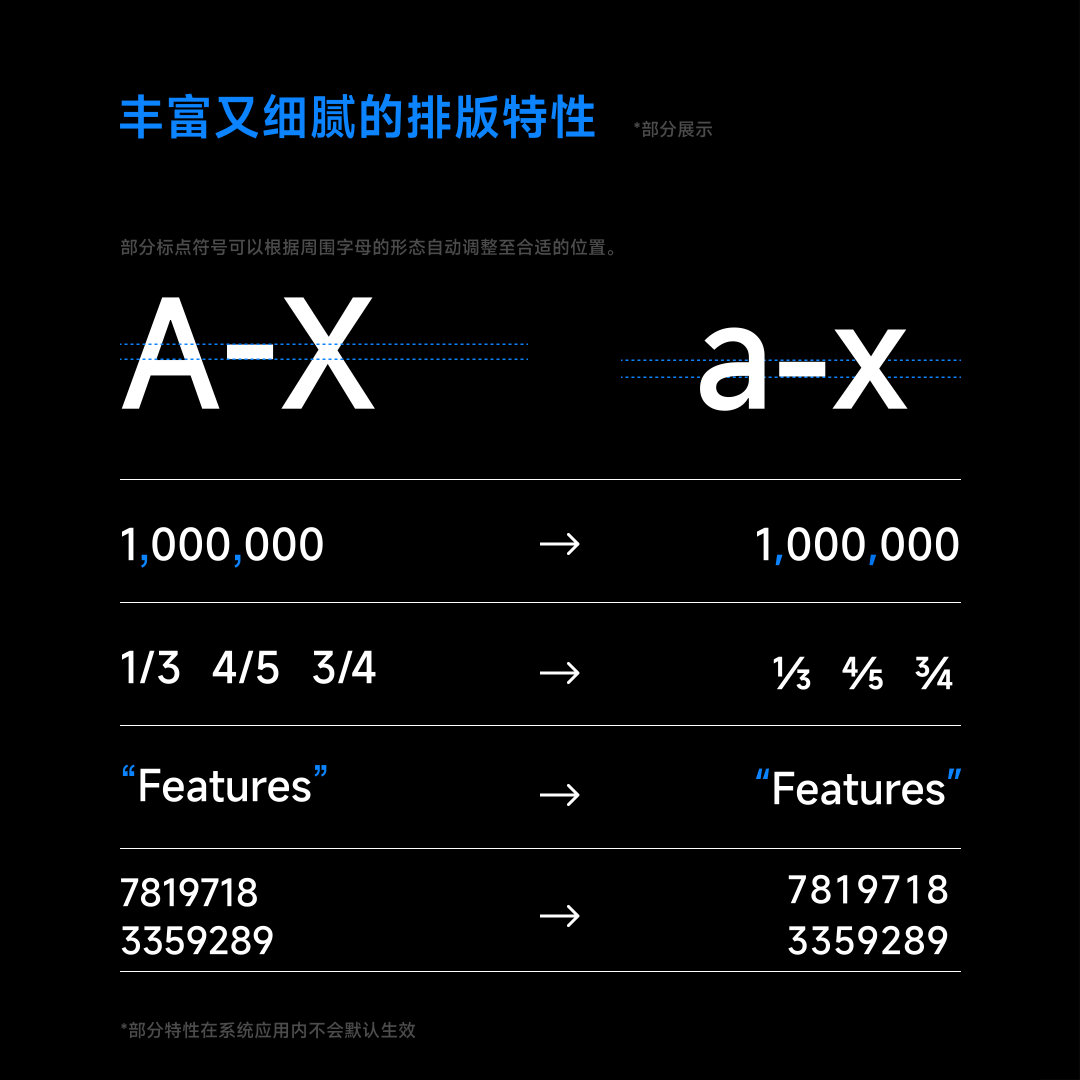 丰富又细腻的排版特性 *部分展示
部分标点符号可以根据周围字母的形态自动调整至合适的位置。
A-X a-x
1,000,000 → 1,000,000
1/3 4/5 3/4 → ⅓ ⅘ ¾
“Features” → “Features”
7819718 → 7819718
3359289 3359289
*部分特性在系统应用内不会默认生效